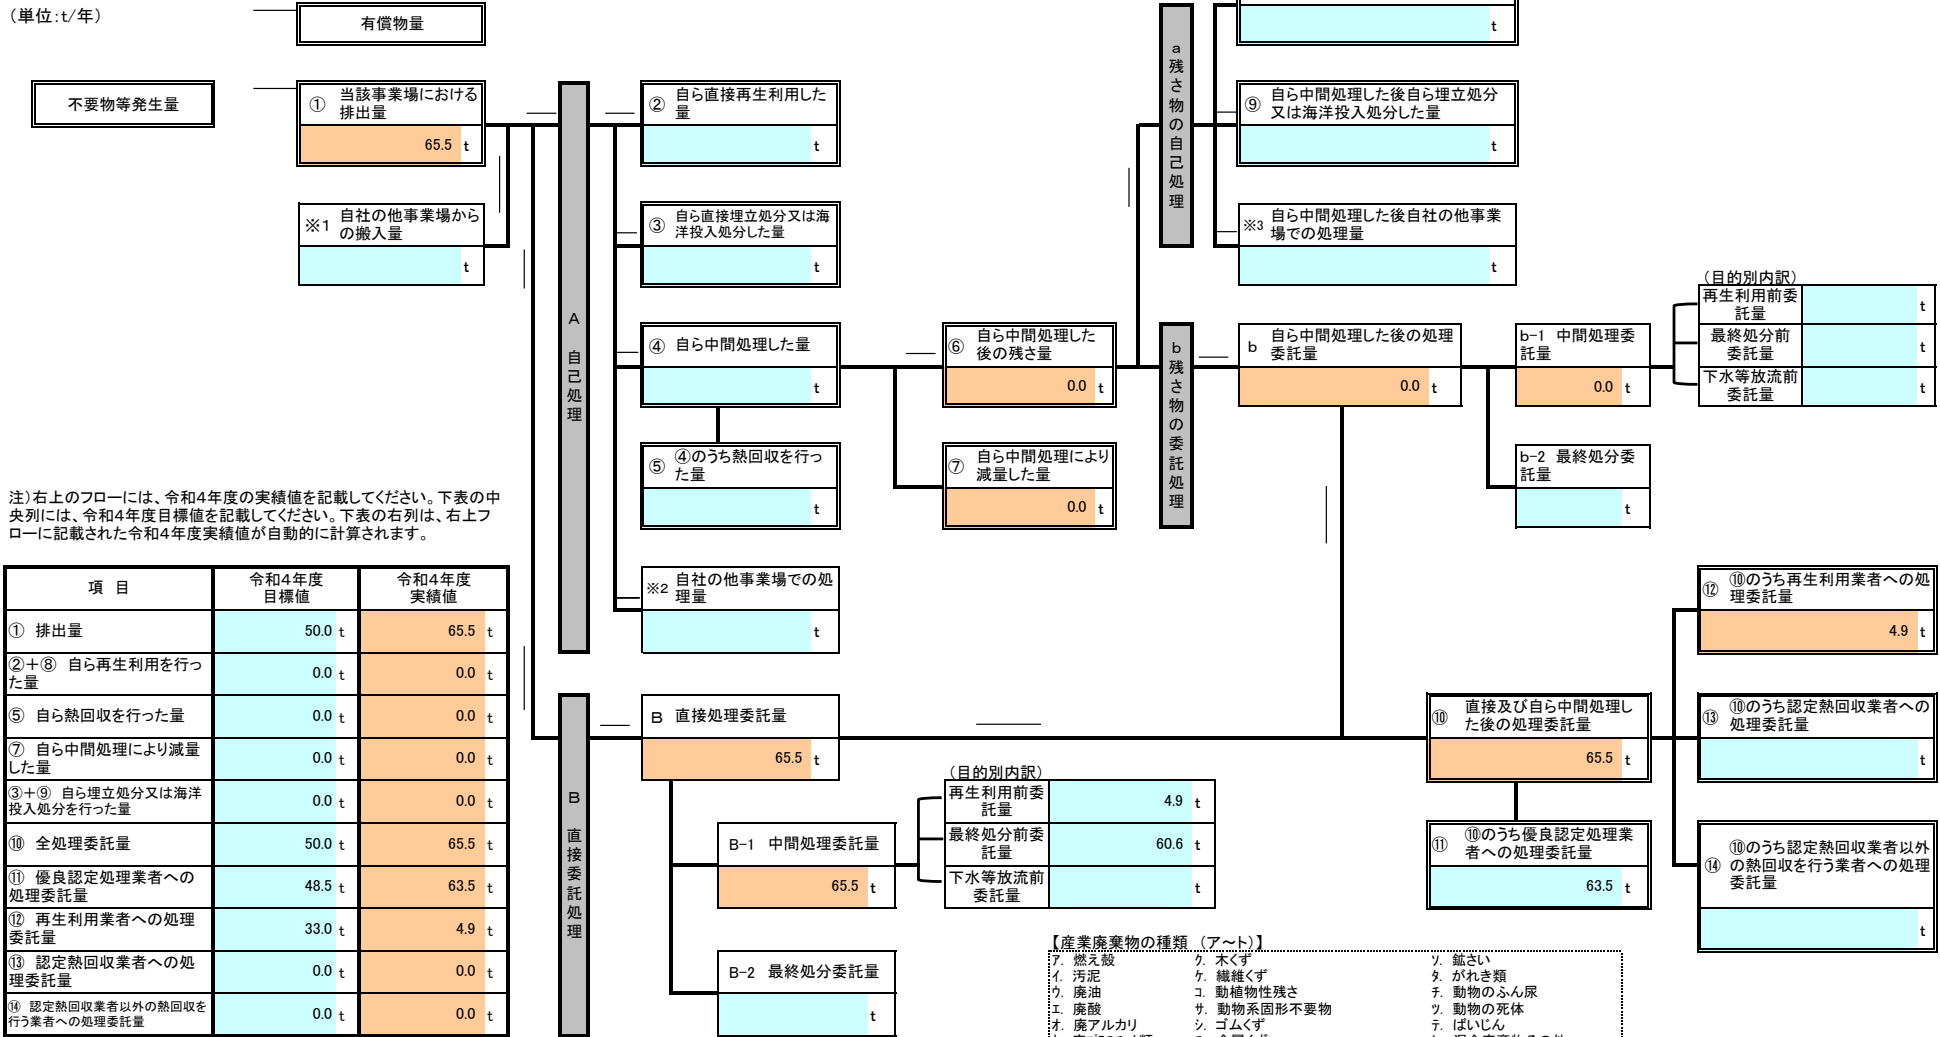 （単位:ｔ/年）
有償物量
ｔ
不要物等発生量
① 当該事業場における
排出量
65.5 ｔ
※1 自社の他事業場から
の搬入量
ｔ
A 自己処理
② 自ら直接再生利用した
量
ｔ
③ 自ら直接埋立処分又は海
洋投入処分した量
ｔ
④ 自ら中間処理した量
ｔ
⑤ ④のうち熱回収を行っ
た量
ｔ
※2 自社の他事業場での処
理量
ｔ
⑥ 自ら中間処理した
後の残さ量
0.0 ｔ
⑦ 自ら中間処理により
減量した量
0.0 ｔ
a 残さ物の自己処理
⑨ 自ら中間処理した後自ら埋立処分
又は海洋投入処分した量
ｔ
※3 自ら中間処理した後自社の他事業
場での処理量
ｔ
b 残さ物の委託処理
b 自ら中間処理した後の処理
委託量
0.0 ｔ
b-1 中間処理委
託量
0.0 ｔ
b-2 最終処分委
託量
ｔ
（目的別内訳）
再生利用前委
託量 ｔ
最終処分前
委託量 ｔ
下水等放流前
委託量 ｔ
注）右上のフローには、令和４年度の実績値を記載してください。下表の中
央列には、令和４年度目標値を記載してください。下表の右列は、右上フ
ローに記載された令和４年度実績値が自動的に計算されます。
項 目 令和４年度
目標値 令和４年度
実績値
① 排出量 50.0 ｔ 65.5 ｔ
②＋⑧ 自ら再生利用を行っ
た量 0.0 ｔ 0.0 ｔ
⑤ 自ら熱回収を行った量 0.0 ｔ 0.0 ｔ
⑦ 自ら中間処理により減量
した量 0.0 ｔ 0.0 ｔ
③＋⑨ 自ら埋立処分又は海洋
投入処分を行った量 0.0 ｔ 0.0 ｔ
⑩ 全処理委託量 50.0 ｔ 65.5 ｔ
⑪ 優良認定処理業者への
処理委託量 48.5 ｔ 63.5 ｔ
⑫ 再生利用業者への処理
委託量 33.0 ｔ 4.9 ｔ
⑬ 認定熱回収業者への処
理委託量 0.0 ｔ 0.0 ｔ
⑭ 認定熱回収業者以外の熱回収を
行う業者への処理委託量 0.0 ｔ 0.0 ｔ
B 直接委託処理
B 直接処理委託量
65.5 ｔ
B-1 中間処理委託量
65.5 ｔ
B-2 最終処分委託量
ｔ
（目的別内訳）
再生利用前委
託量 4.9 ｔ
最終処分前委
託量 60.6 ｔ
下水等放流前
委託量 ｔ
⑩ 直接及び自ら中間処理し
た後の処理委託量
65.5 ｔ
⑪ ⑩のうち優良認定処理業
者への処理委託量
63.5 ｔ
⑫ ⑩のうち再生利用業者への処
理委託量
4.9 ｔ
⑬ ⑩のうち認定熱回収業者への
処理委託量
ｔ
⑭ ⑩のうち認定熱回収業者以外
の熱回収を行う業者への処理
委託量
ｔ
【産業廃棄物の種類 （ア～ト）】
ア. 燃え殻 ク. 木くず ソ. 鉱さい
イ. 汚泥 ケ. 繊維くず タ. がれき類
ウ. 廃油 コ. 動植物性残さ チ. 動物のふん尿
エ. 廃酸 サ. 動物系固形不要物 ツ. 動物の死体
オ. 廃アルカリ シ. ゴムくず テ. ばいじん